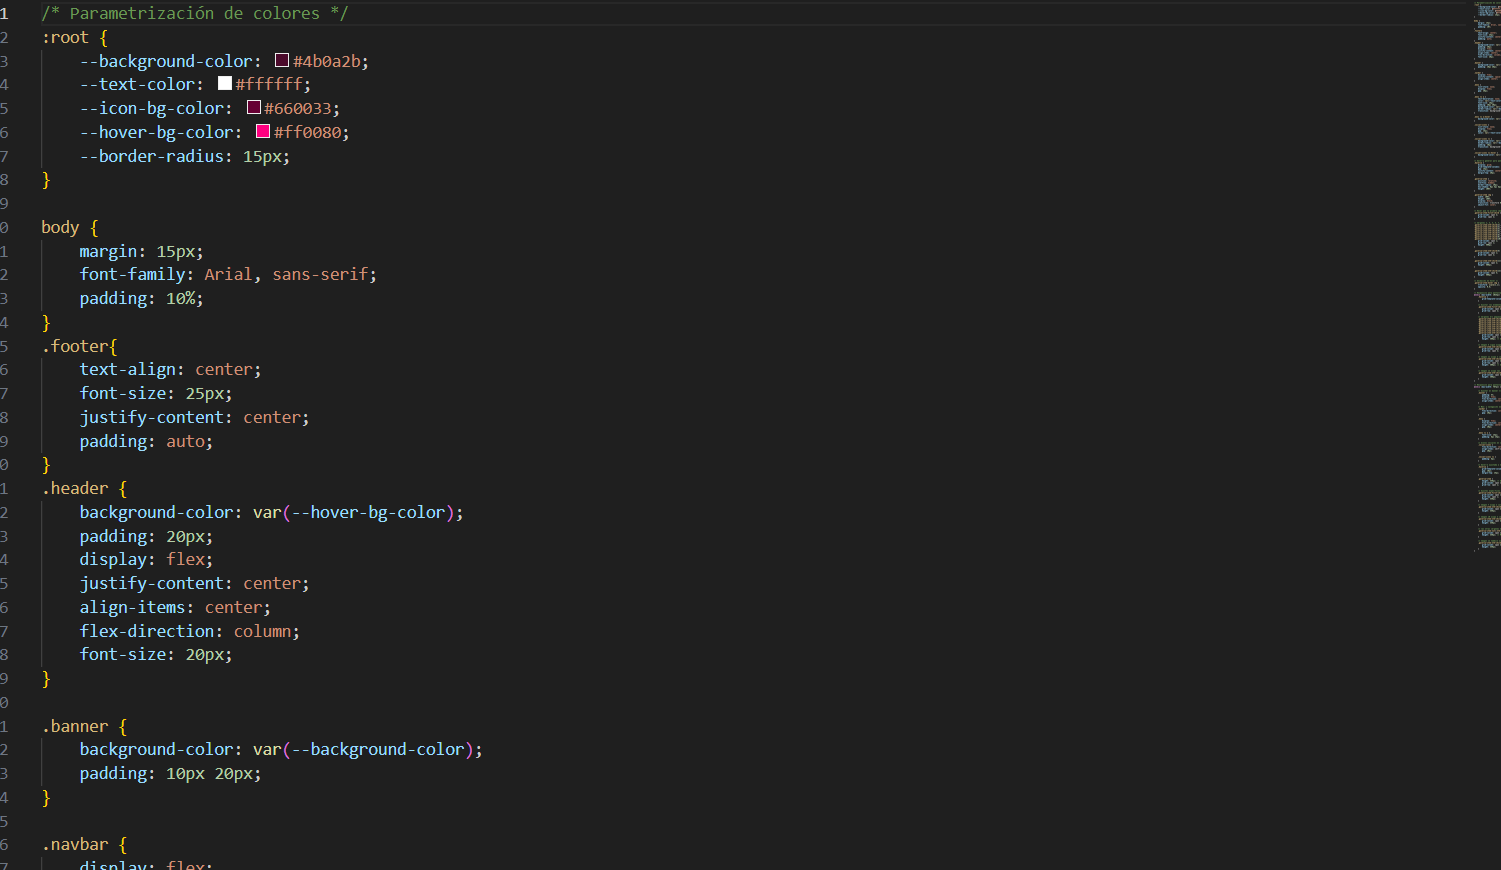 1 /* Parametrización de colores */
2 :root {
3 --background-color: #4b0a2b;
4 --text-color: #ffffff;
5 --icon-bg-color: #660033;
6 --hover-bg-color: #ff0080;
7 --border-radius: 15px;
8 }
9
0 body {
1 margin: 15px;
2 font-family: Arial, sans-serif;
3 padding: 10%;
4 }
5 .footer{
6 text-align: center;
7 font-size: 25px;
8 justify-content: center;
9 padding: auto;
0 }
1 .header {
2 background-color: var(--hover-bg-color);
3 padding: 20px;
4 display: flex;
5 justify-content: center;
6 align-items: center;
7 flex-direction: column;
8 font-size: 20px;
9 }
0
1 .banner {
2 background-color: var(--background-color);
3 padding: 10px 20px;
4 }
5
6 .navbar {
7 display: flex;